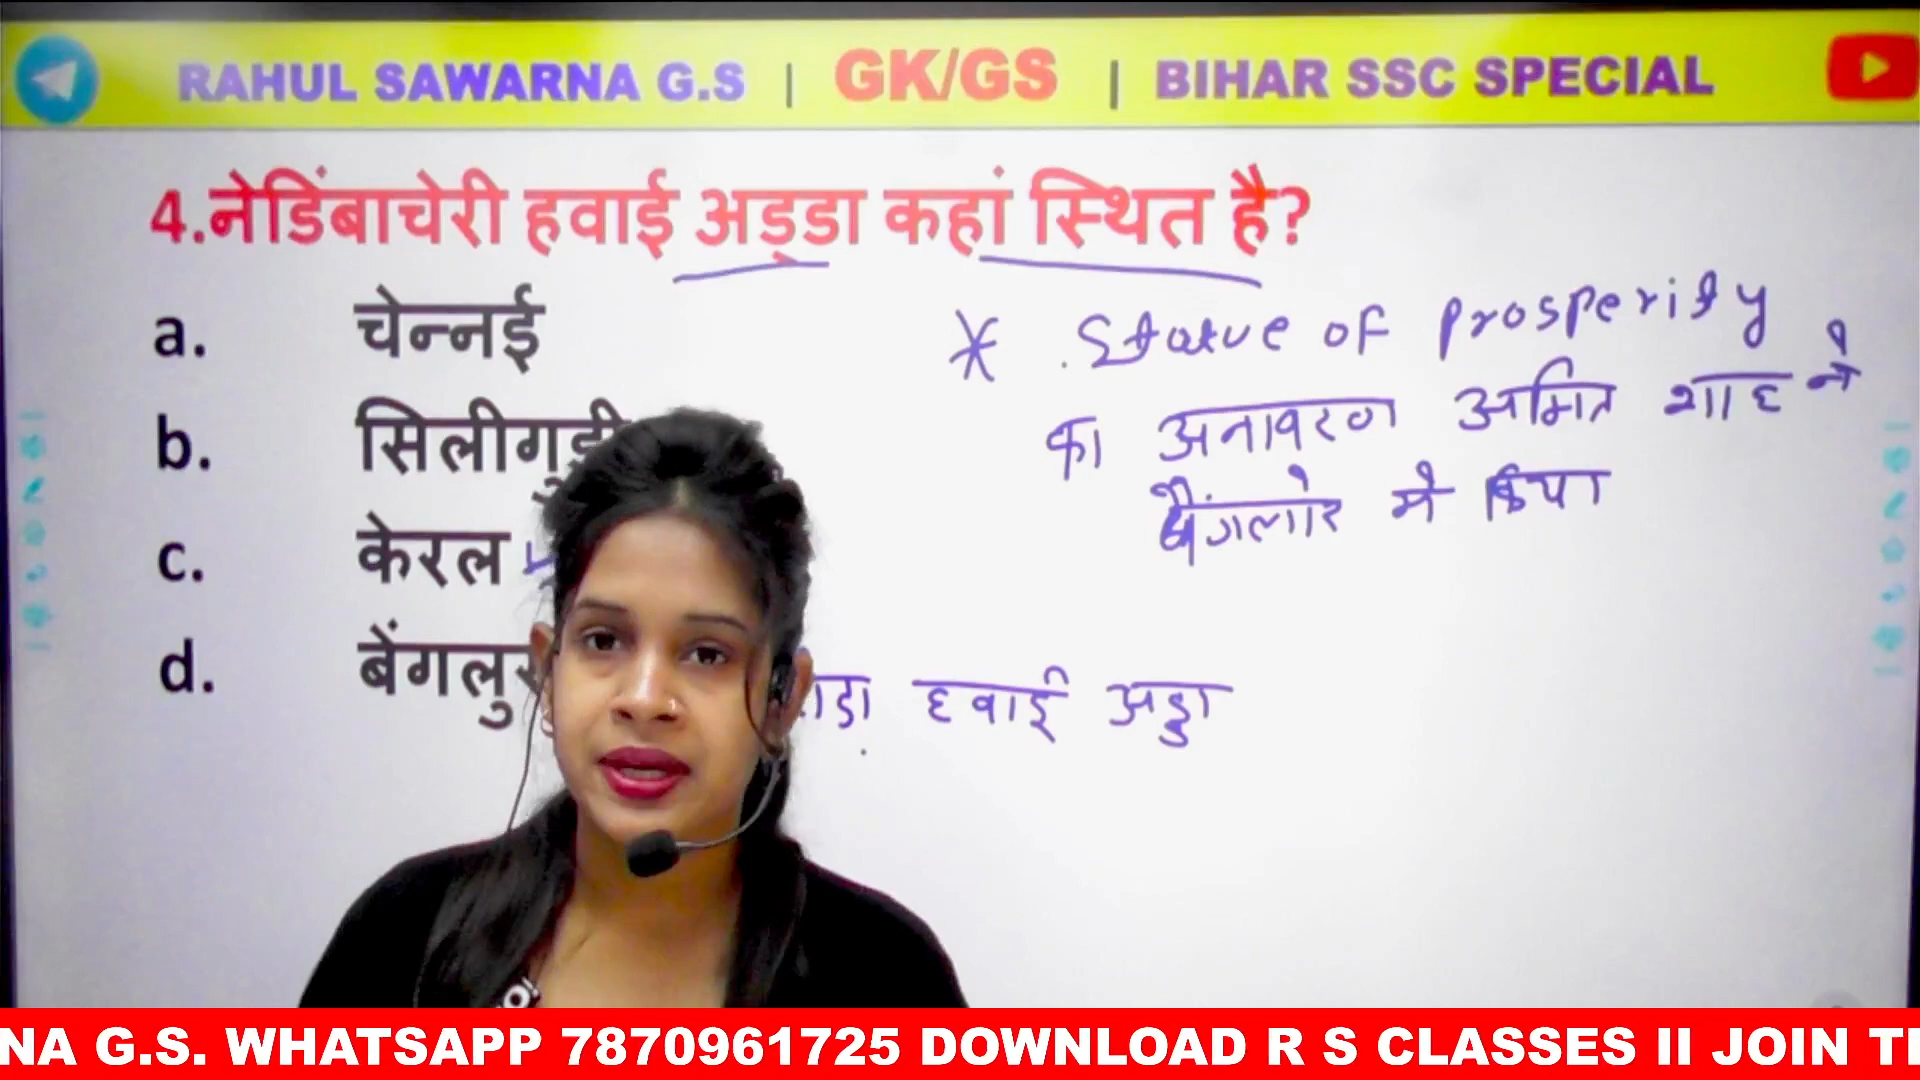 RAHUL SAWARNA G.S | GK/GS | BIHAR SSC SPECIAL
4.नेडिंबाचेरी हवाई अड्डा कहां स्थित है?
a. चेन्नई
b. सिलीगुड़ी
c. केरल
d. बेंगलुरु
* Statue of prosperity
का अनावरण अमित शाह ने
बैंगलोर मे किया
हवाई अड्डा
NA G.S. WHATSAPP 7870961725 DOWNLOAD R S CLASSES II JOIN